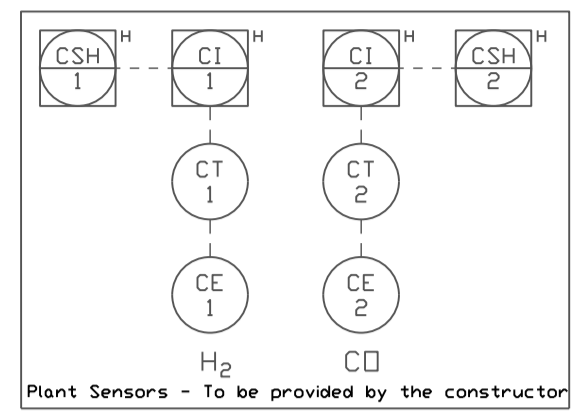 CSH H CI H CI H CSH H
1 1 2 2
CT CT
1 2
CE CE
1 2
H₂ CO
Plant Sensors - To be provided by the constructor